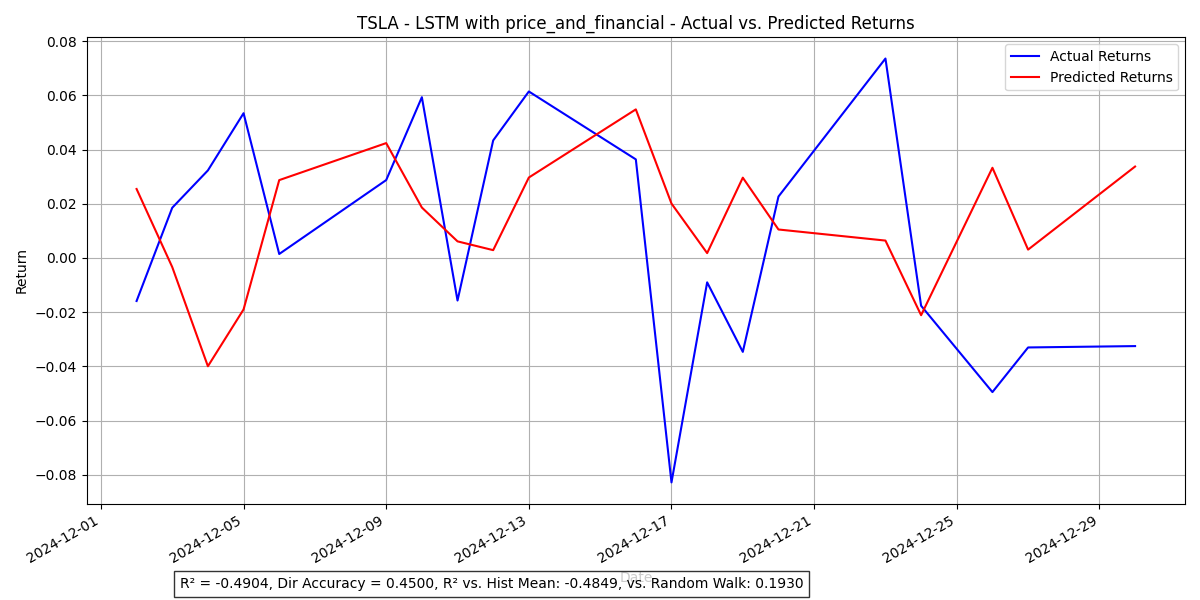 TSLA - LSTM with price_and_financial - Actual vs. Predicted Returns
Actual Returns
Predicted Returns
0.08
0.06
0.04
0.02
0.00
−0.02
−0.04
−0.06
−0.08
Return
2024-12-01
2024-12-05
2024-12-09
2024-12-13
2024-12-17
2024-12-21
2024-12-25
2024-12-29
Date
R² = -0.4904, Dir Accuracy = 0.4500, R² vs. Hist Mean: -0.4849, vs. Random Walk: 0.1930